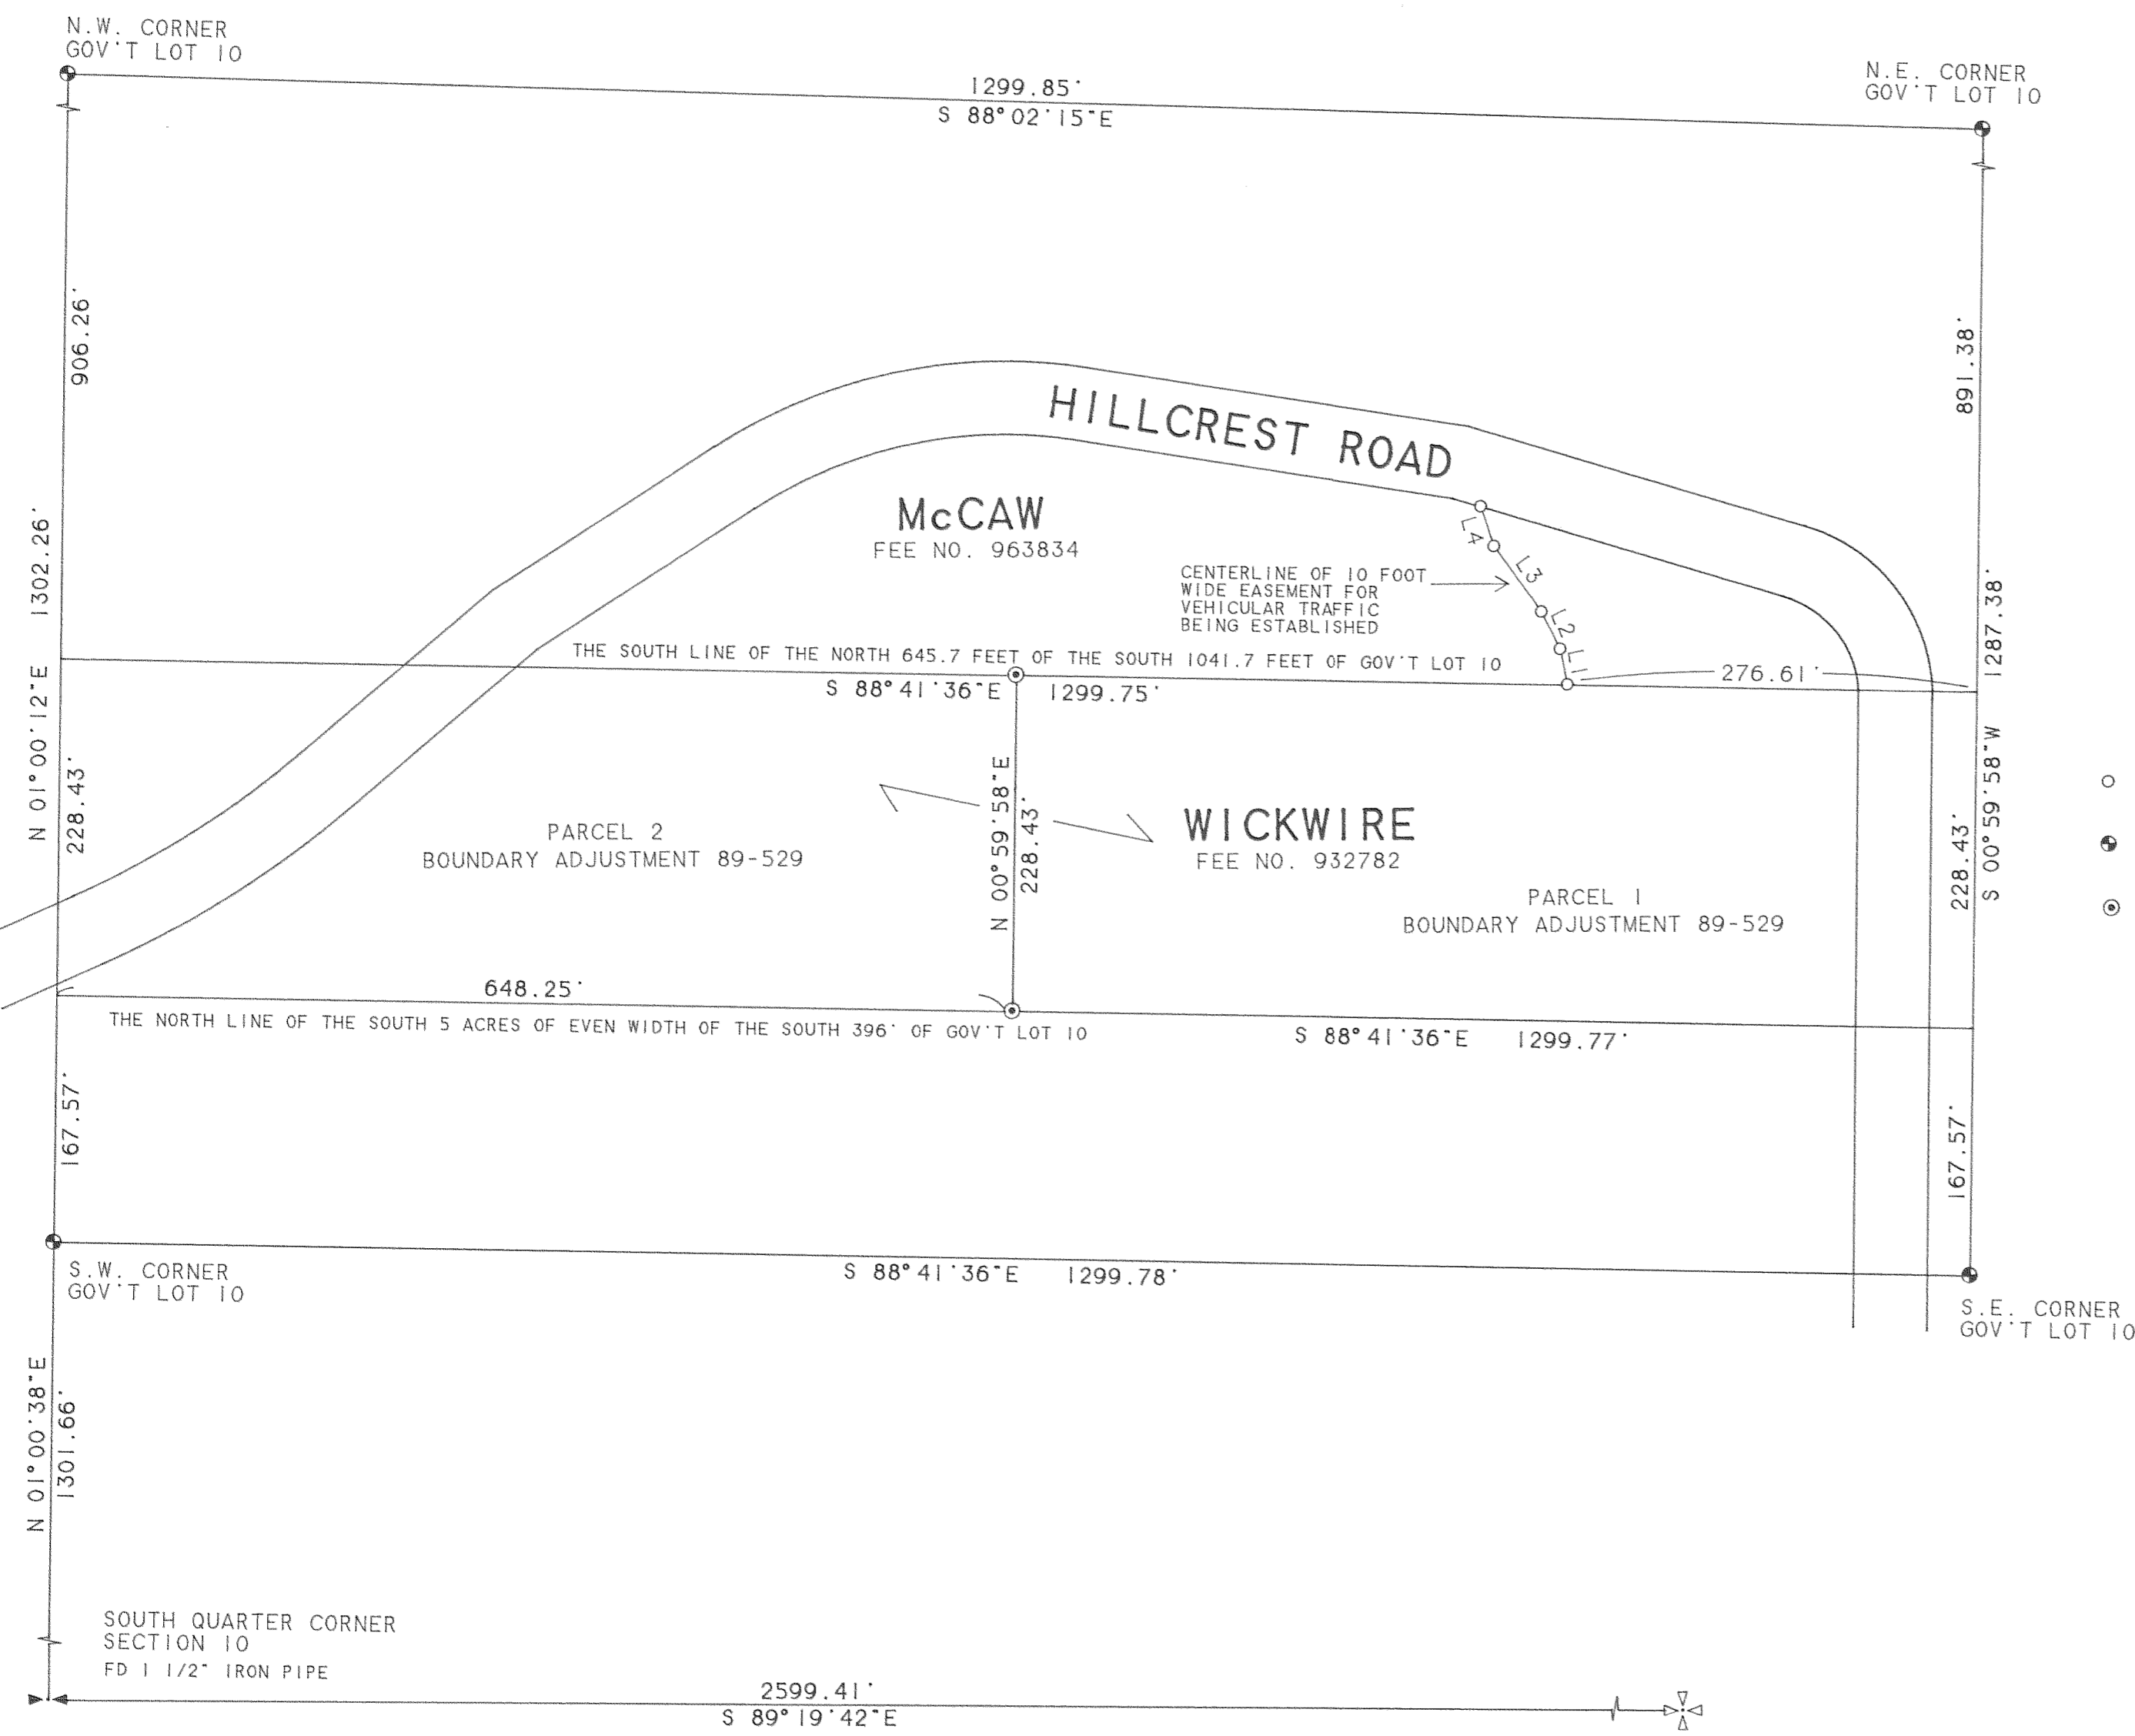 N.W. CORNER
GOV'T LOT 10
N.E. CORNER
GOV'T LOT 10
1299.85'
S 88°02'15"E
906.26'
891.38'
HILLCREST ROAD
McCAW
FEE NO. 963834
L4
L3
L2
L1
CENTERLINE OF 10 FOOT
WIDE EASEMENT FOR
VEHICULAR TRAFFIC
BEING ESTABLISHED
N 01°00'12"E 1302.26'
1287.38'
S 00°59'58"W
THE SOUTH LINE OF THE NORTH 645.7 FEET OF THE SOUTH 1041.7 FEET OF GOV'T LOT 10
S 88°41'36"E 1299.75'
276.61'
228.43'
N 00°59'58"E
228.43'
228.43'
WICKWIRE
FEE NO. 932782
PARCEL 2
BOUNDARY ADJUSTMENT 89-529
PARCEL 1
BOUNDARY ADJUSTMENT 89-529
648.25'
THE NORTH LINE OF THE SOUTH 5 ACRES OF EVEN WIDTH OF THE SOUTH 396' OF GOV'T LOT 10
S 88°41'36"E 1299.77'
167.57'
167.57'
S.W. CORNER
GOV'T LOT 10
S 88°41'36"E 1299.78'
S.E. CORNER
GOV'T LOT 10
N 01°00'38"E
1301.66'
SOUTH QUARTER CORNER
SECTION 10
FD 1 1/2" IRON PIPE
2599.41'
S 89°19'42"E